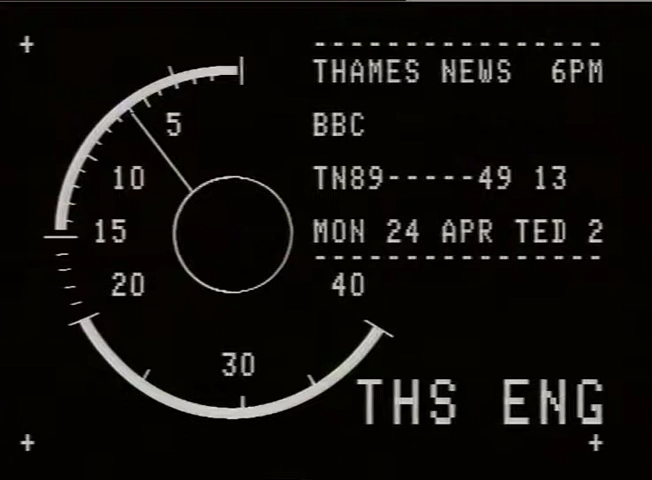 THAMES NEWS 6PM
BBC
TN89-----49 13
MON 24 APR TED 2
5
10
15
20
40
30
THS ENG